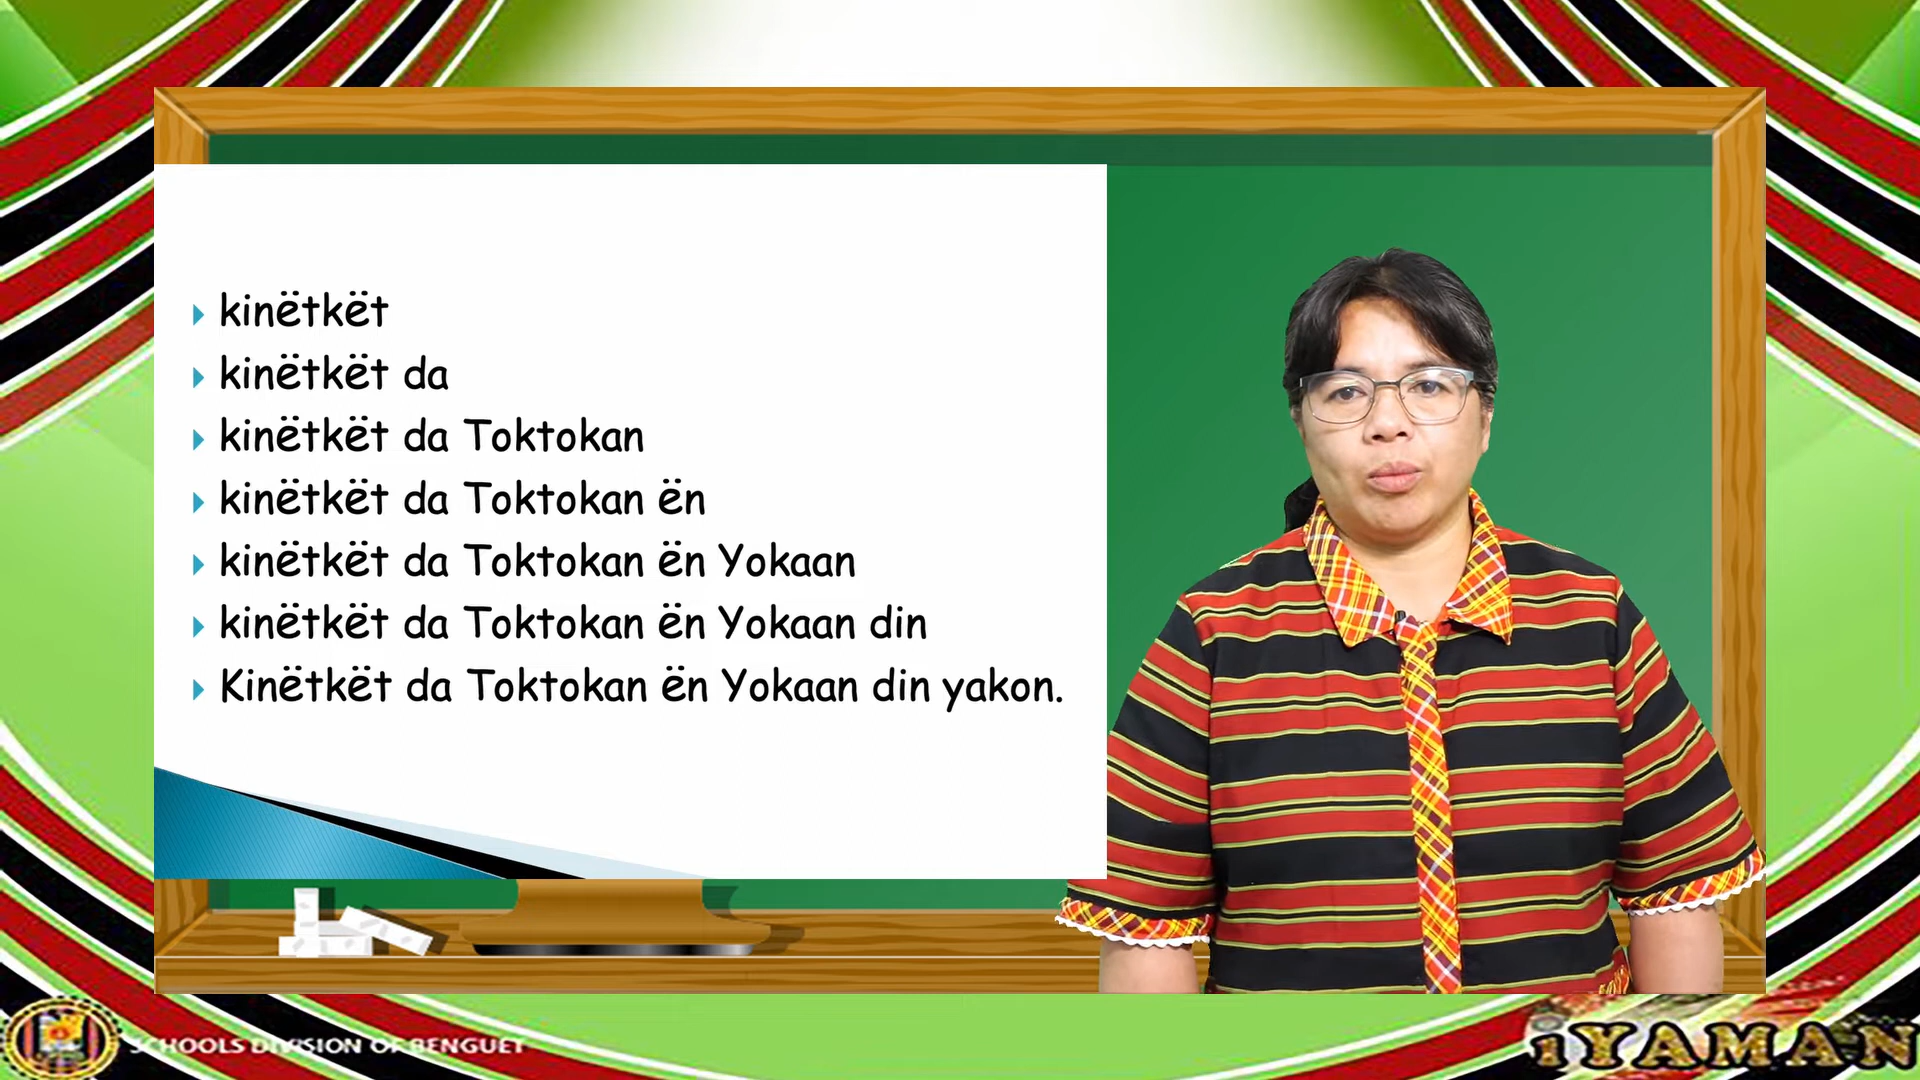 kinëtkët
kinëtkët da
kinëtkët da Toktokan
kinëtkët da Toktokan ën
kinëtkët da Toktokan ën Yokaan
kinëtkët da Toktokan ën Yokaan din
Kinëtkët da Toktokan ën Yokaan din yakon.
SCHOOLS DIVISION OF BENGUET
iYAMAN